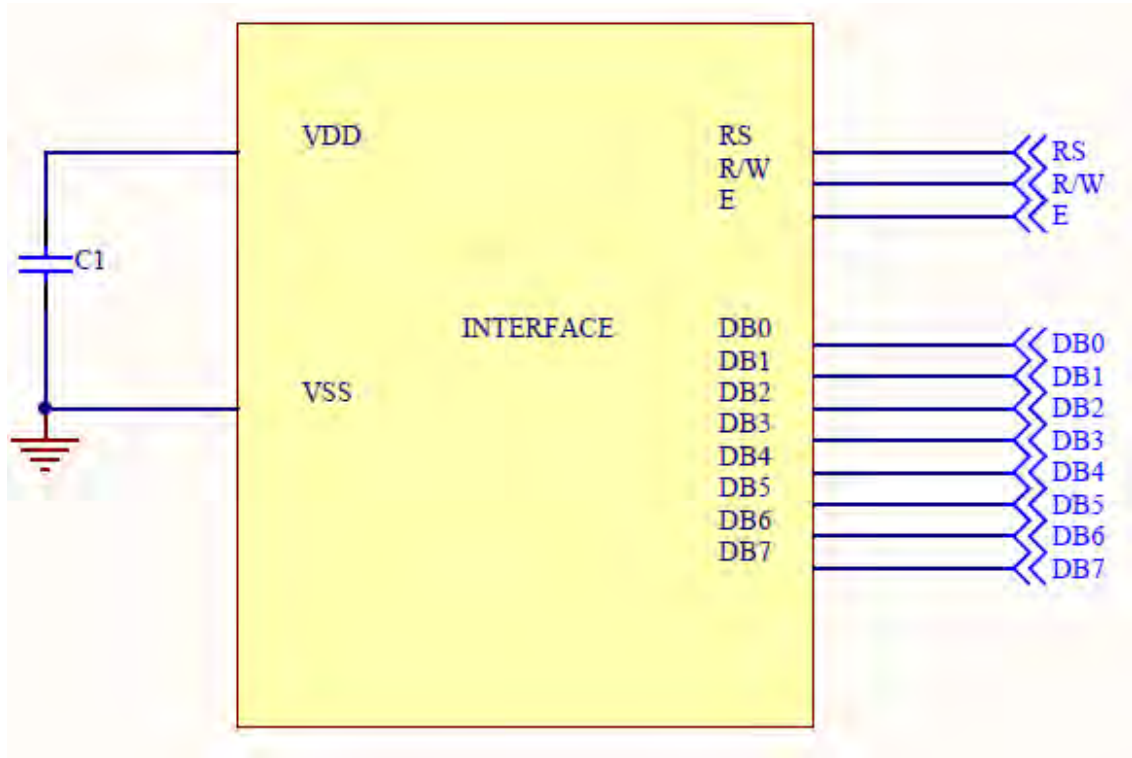 VDD
RS
RS
R/W
R/W
E
E
C1
INTERFACE
DB0
DB0
DB1
DB1
VSS
DB2
DB2
DB3
DB3
DB4
DB4
DB5
DB5
DB6
DB6
DB7
DB7